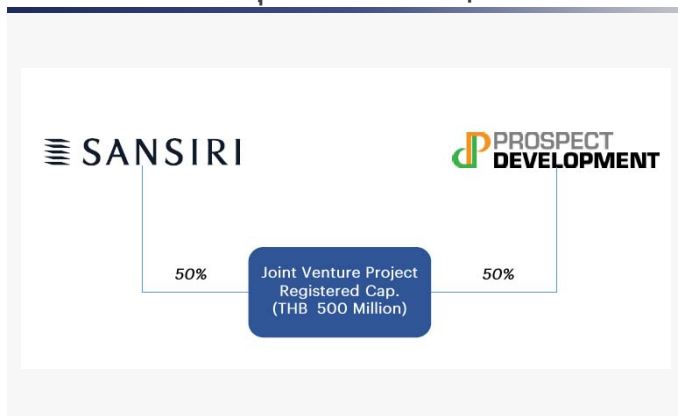 SANSIRI
PROSPECT
DEVELOPMENT
50%
Joint Venture Project
Registered Cap.
(THB 500 Million)
50%